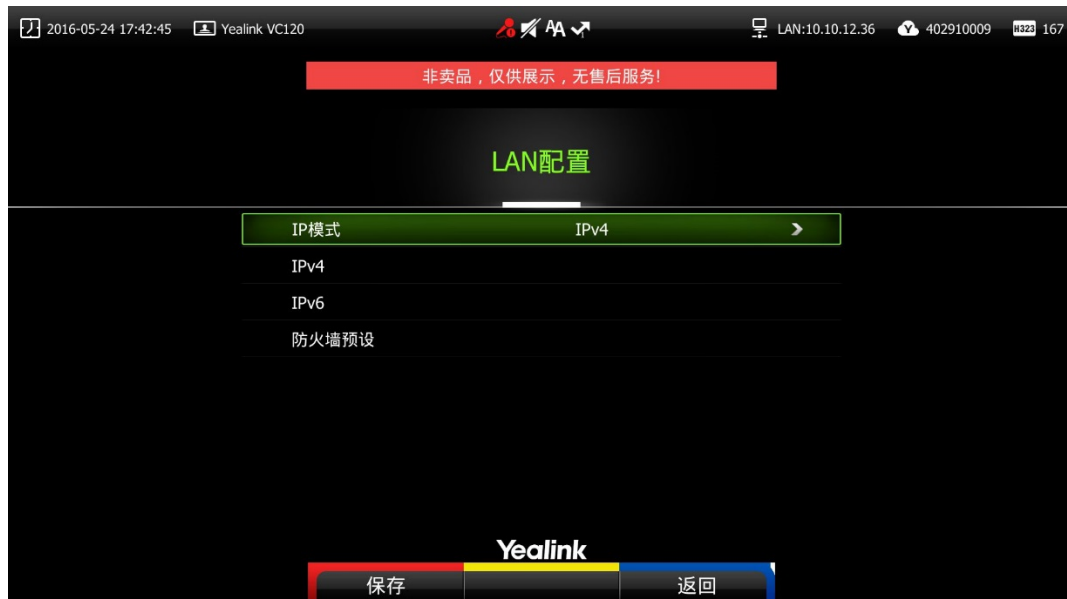 2016-05-24 17:42:45 Yealink VC120 AA LAN:10.10.12.36 Y 402910009 H323 167
非卖品，仅供展示，无售后服务!
LAN配置
IP模式 IPv4
IPv4
IPv6
防火墙预设
Yealink
保存 返回